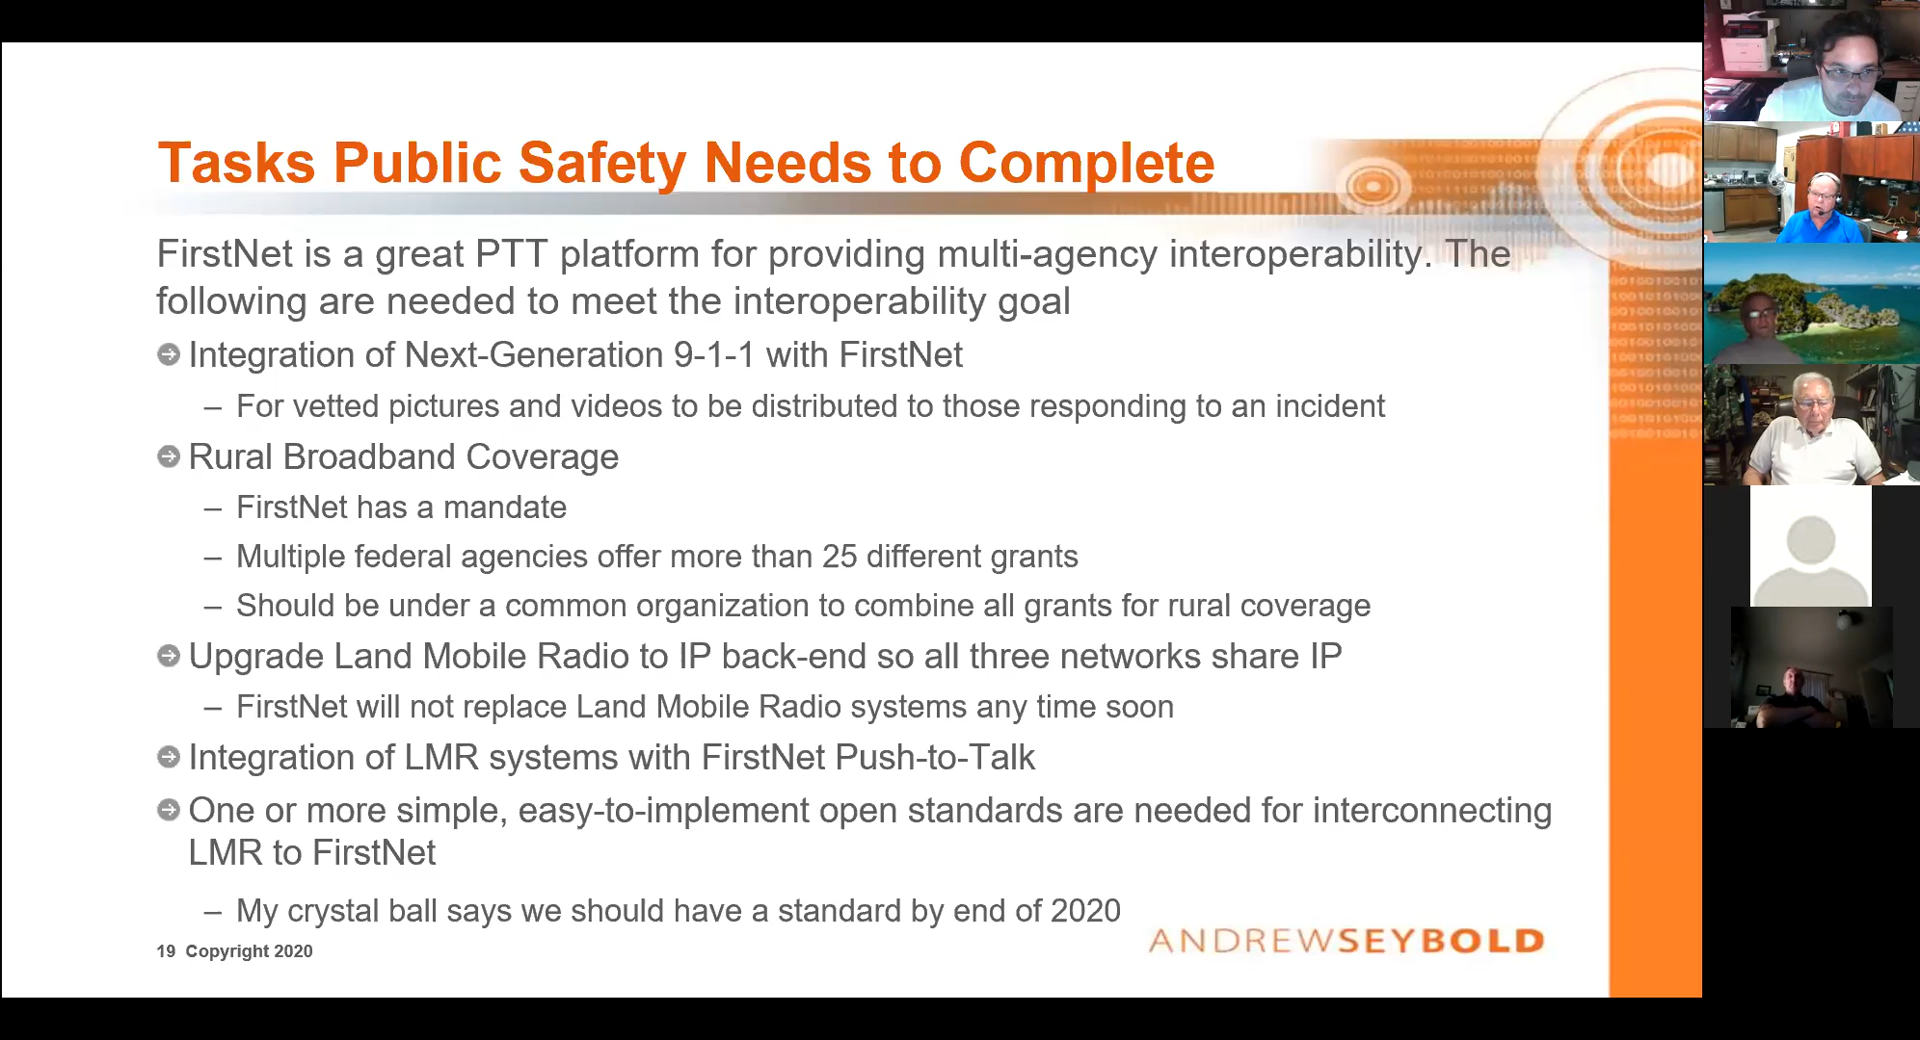 Tasks Public Safety Needs to Complete
FirstNet is a great PTT platform for providing multi-agency interoperability. The
following are needed to meet the interoperability goal
Integration of Next-Generation 9-1-1 with FirstNet
– For vetted pictures and videos to be distributed to those responding to an incident
Rural Broadband Coverage
– FirstNet has a mandate
– Multiple federal agencies offer more than 25 different grants
– Should be under a common organization to combine all grants for rural coverage
Upgrade Land Mobile Radio to IP back-end so all three networks share IP
– FirstNet will not replace Land Mobile Radio systems any time soon
Integration of LMR systems with FirstNet Push-to-Talk
One or more simple, easy-to-implement open standards are needed for interconnecting
LMR to FirstNet
– My crystal ball says we should have a standard by end of 2020
19 Copyright 2020
ANDREWSEYBOLD